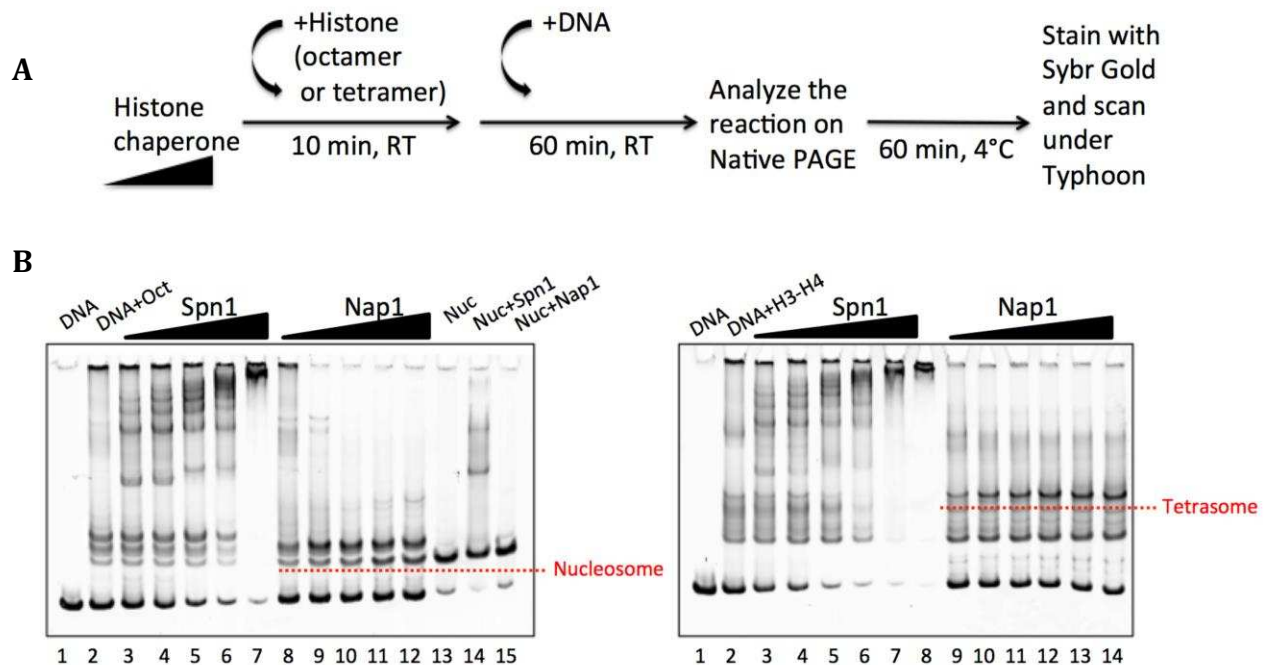 A
Histone
chaperone
+Histone
(octamer
or tetramer)
10 min, RT
+DNA
60 min, RT
Analyze the
reaction on
Native PAGE
60 min, 4°C
Stain with
Sybr Gold
and scan
under
Typhoon
B
DNA
DNA+Oct
Spn1
Nap1
Nuc
Nuc+Spn1
Nuc+Nap1
Nucleosome
1 2 3 4 5 6 7 8 9 10 11 12 13 14 15
DNA
DNA+H3-H4
Spn1
Nap1
Tetrasome
1 2 3 4 5 6 7 8 9 10 11 12 13 14